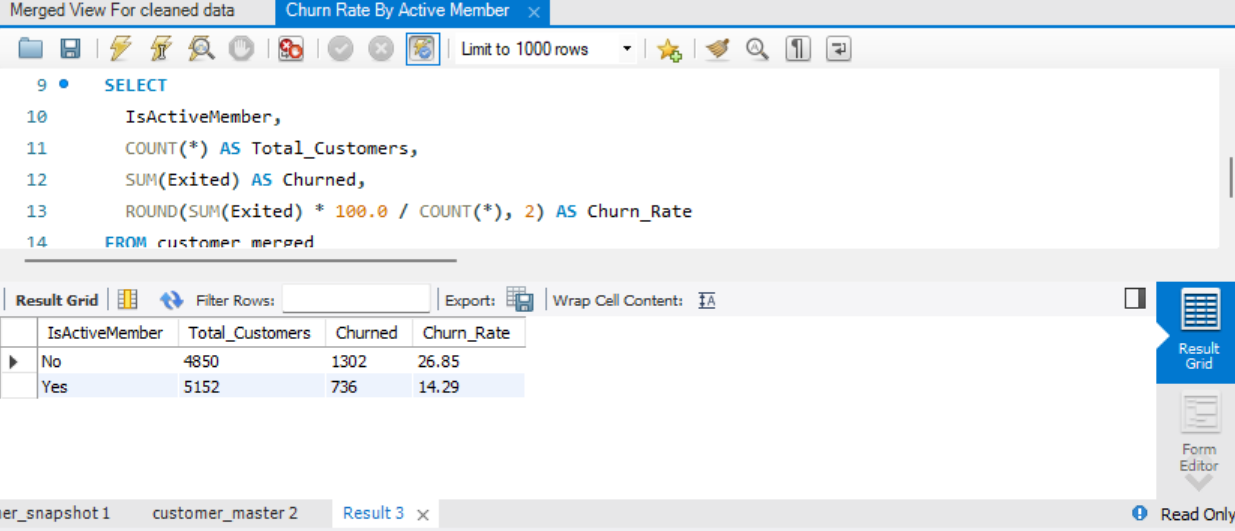 Merged View For cleaned data Churn Rate By Active Member
Limit to 1000 rows
9 SELECT
10 IsActiveMember,
11 COUNT(*) AS Total_Customers,
12 SUM(Exited) AS Churned,
13 ROUND(SUM(Exited) * 100.0 / COUNT(*), 2) AS Churn_Rate
14 FROM customer_merged
Result Grid Filter Rows: Export: Wrap Cell Content: IA
IsActiveMember Total_Customers Churned Churn_Rate
No 4850 1302 26.85
Yes 5152 736 14.29
Result
Grid
Form
Editor
er_snapshot 1 customer_master 2 Result 3 Read Only